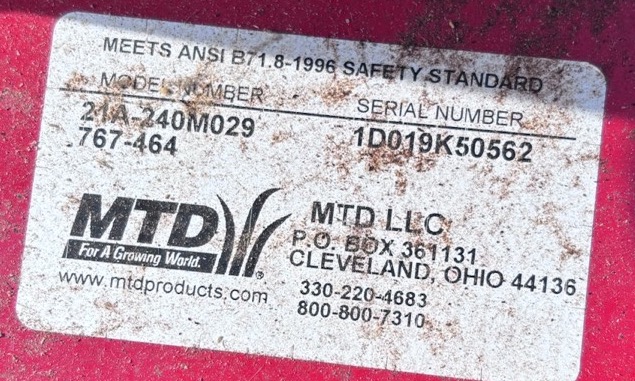 MEETS ANSI B71.8-1996 SAFETY STANDARD
MODEL NUMBER
SERIAL NUMBER
21A-240M029
1D019K50562
767-464
MTD
For A Growing World.
®
www.mtdproducts.com
MTD LLC
P.O. BOX 361131
CLEVELAND, OHIO 44136
330-220-4683
800-800-7310